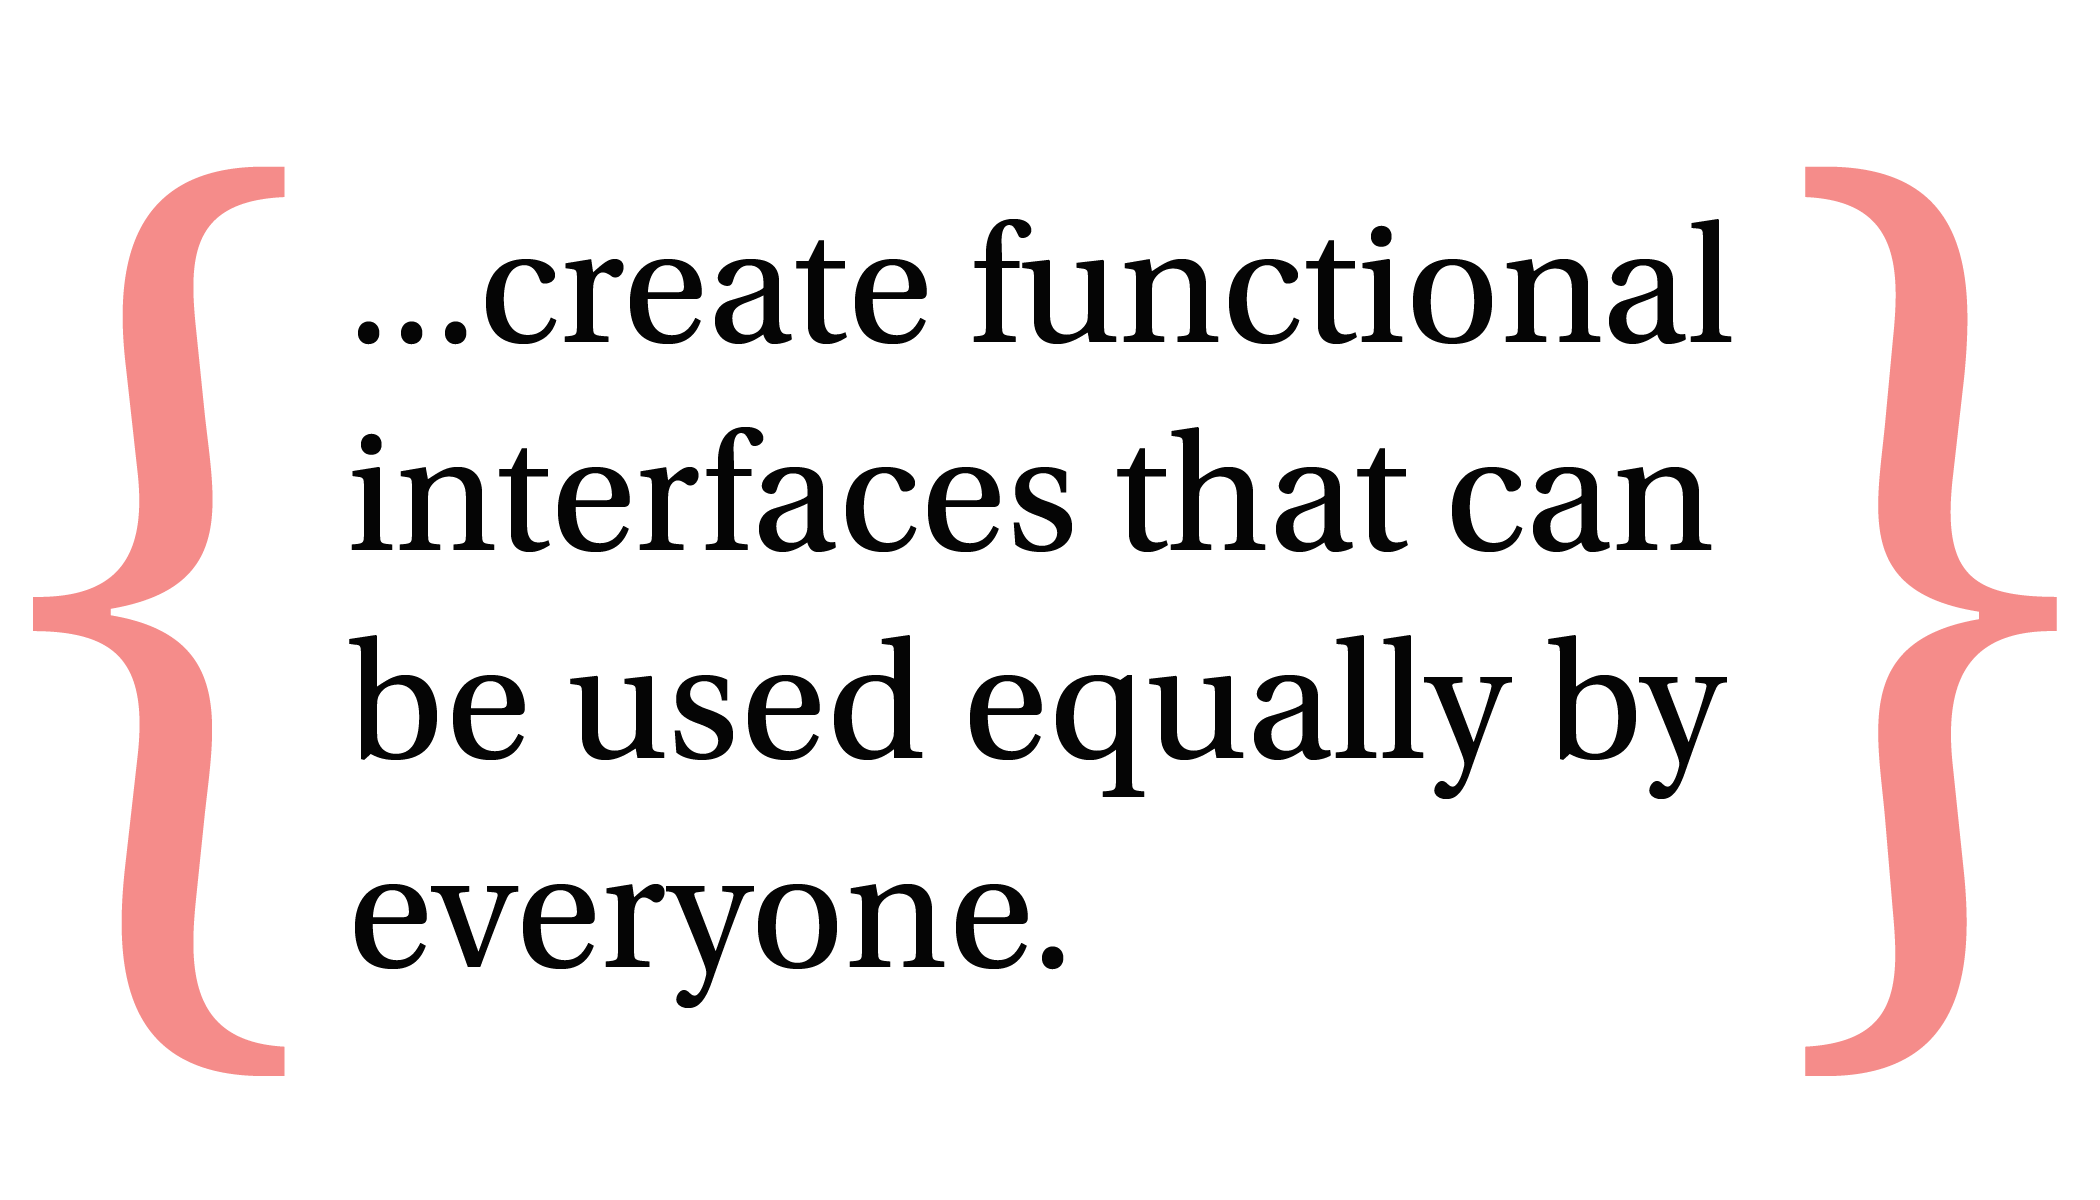 { ...create functional }
interfaces that can
be used equally by
everyone.